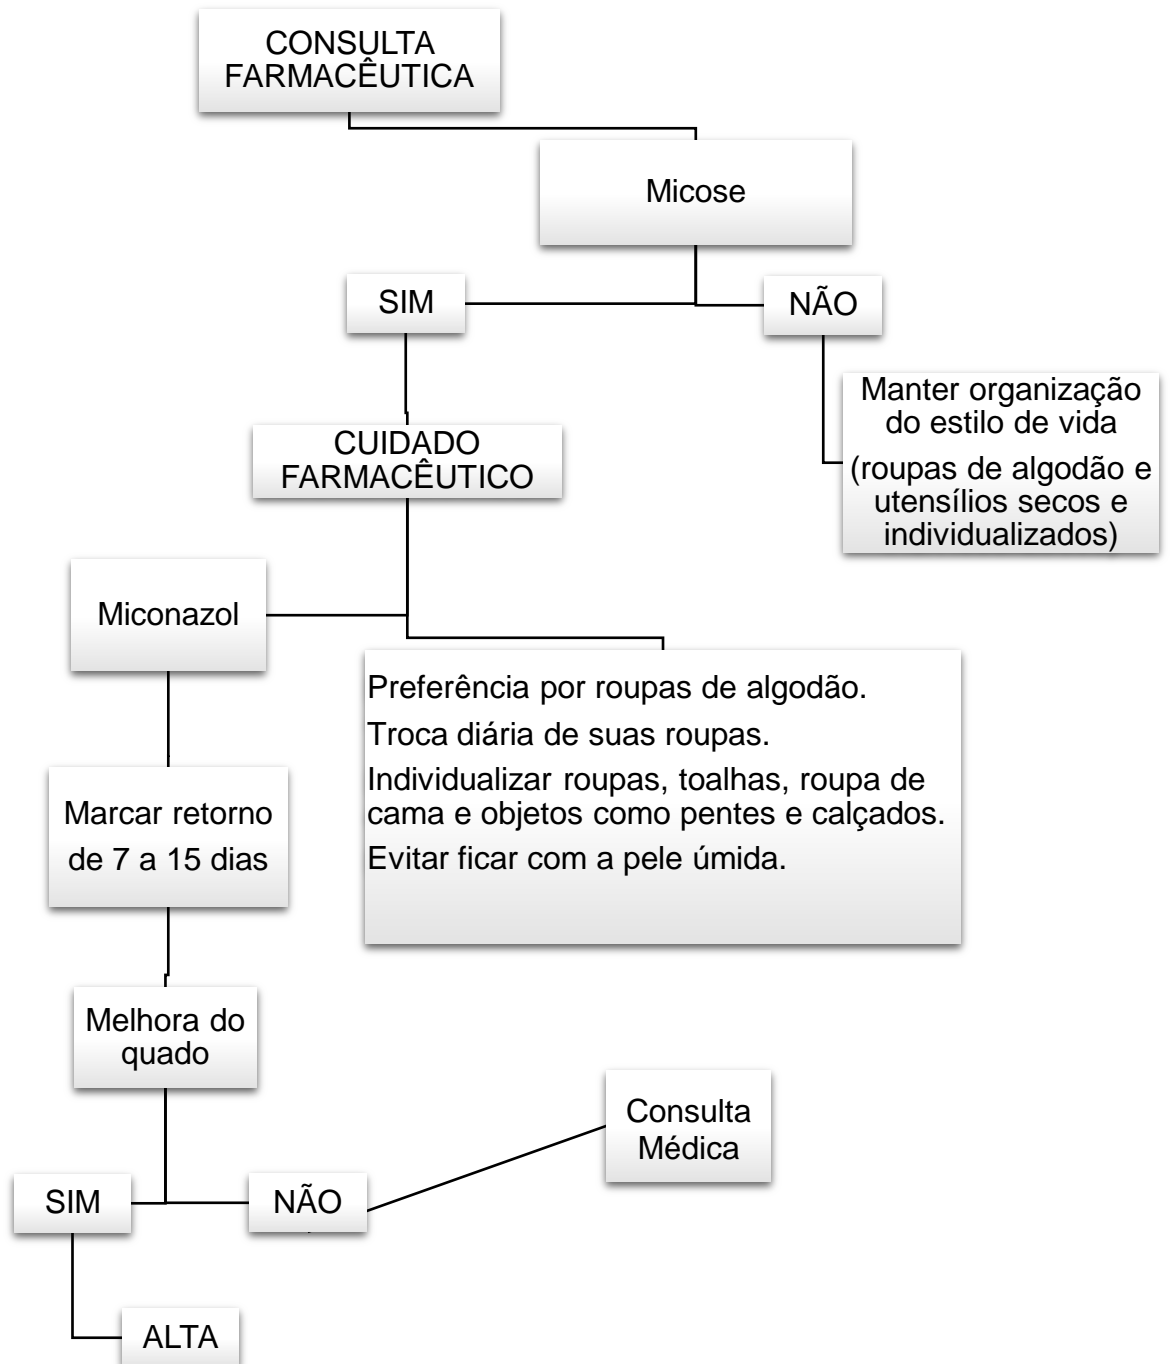 CONSULTA
FARMACÊUTICA
Micose
SIM
NÃO
Manter organização
do estilo de vida
(roupas de algodão e
utensílios secos e
individualizados)
CUIDADO
FARMACÊUTICO
Miconazol
Preferência por roupas de algodão.
Troca diária de suas roupas.
Individualizar roupas, toalhas, roupa de
cama e objetos como pentes e calçados.
Evitar ficar com a pele úmida.
Marcar retorno
de 7 a 15 dias
Melhora do
quado
Consulta
Médica
SIM
NÃO
ALTA